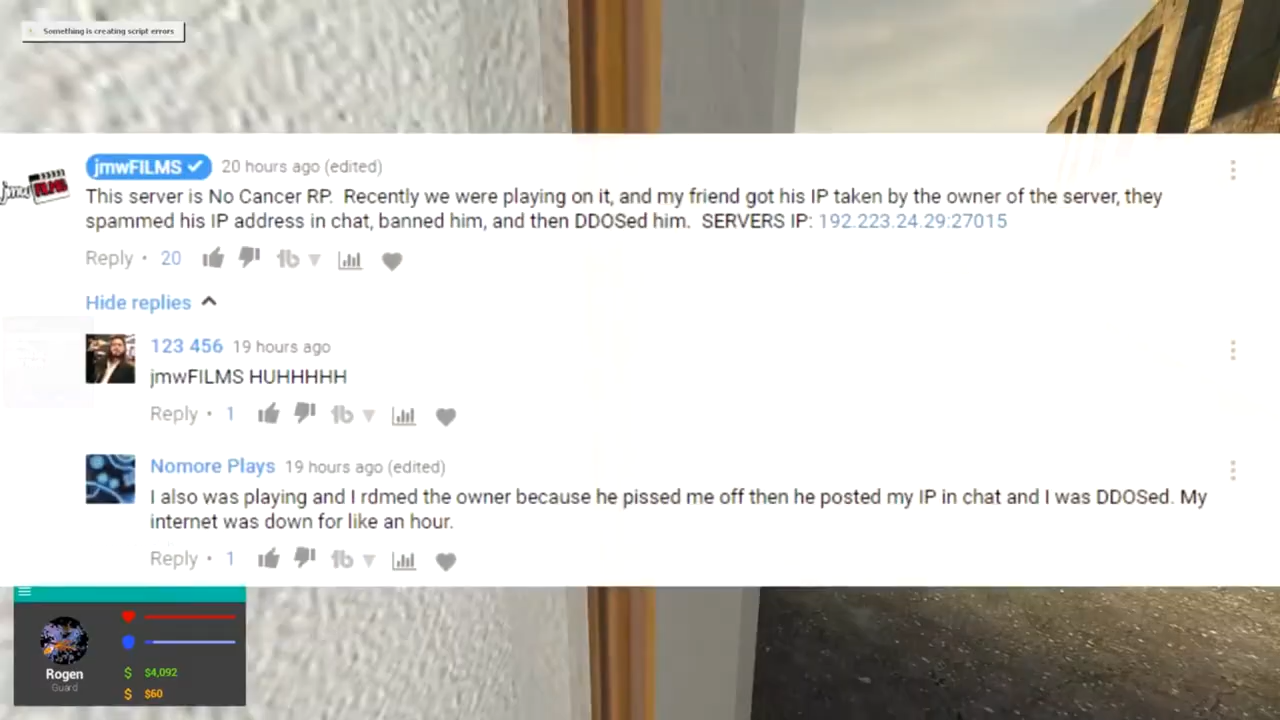 Something is creating script errors
jmwFILMS 20 hours ago (edited)
This server is No Cancer RP. Recently we were playing on it, and my friend got his IP taken by the owner of the server, they
spammed his IP address in chat, banned him, and then DDOSed him. SERVERS IP: 192.223.24.29:27015
Reply • 20
Hide replies
123 456 19 hours ago
jmwFILMS HUHHHHH
Reply • 1
Nomore Plays 19 hours ago (edited)
I also was playing and I rdmed the owner because he pissed me off then he posted my IP in chat and I was DDOSed. My
internet was down for like an hour.
Reply • 1
Rogen
Guard
$ $4,092
$ $60